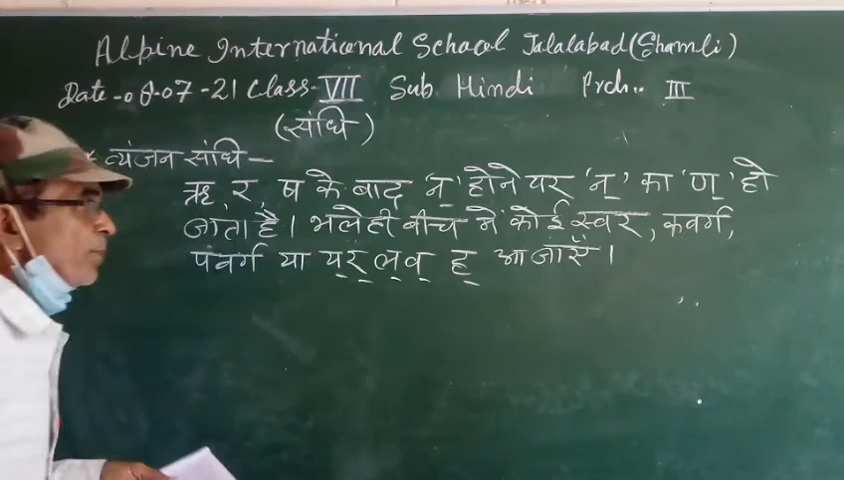 Alpine International School Jalalabad (Shamli)
Date - 08-07-21 Class - VII Sub Hindi Prch.. III
(संधि)
* व्यंजन संधि –
ऋ, र, ष के बाद 'न्' होने पर 'न्' का 'ण्' हो
जाता है। भले ही बीच में कोई स्वर, कवर्ग,
पवर्ग या य्र् ल्व् ह् आ जाएँ।